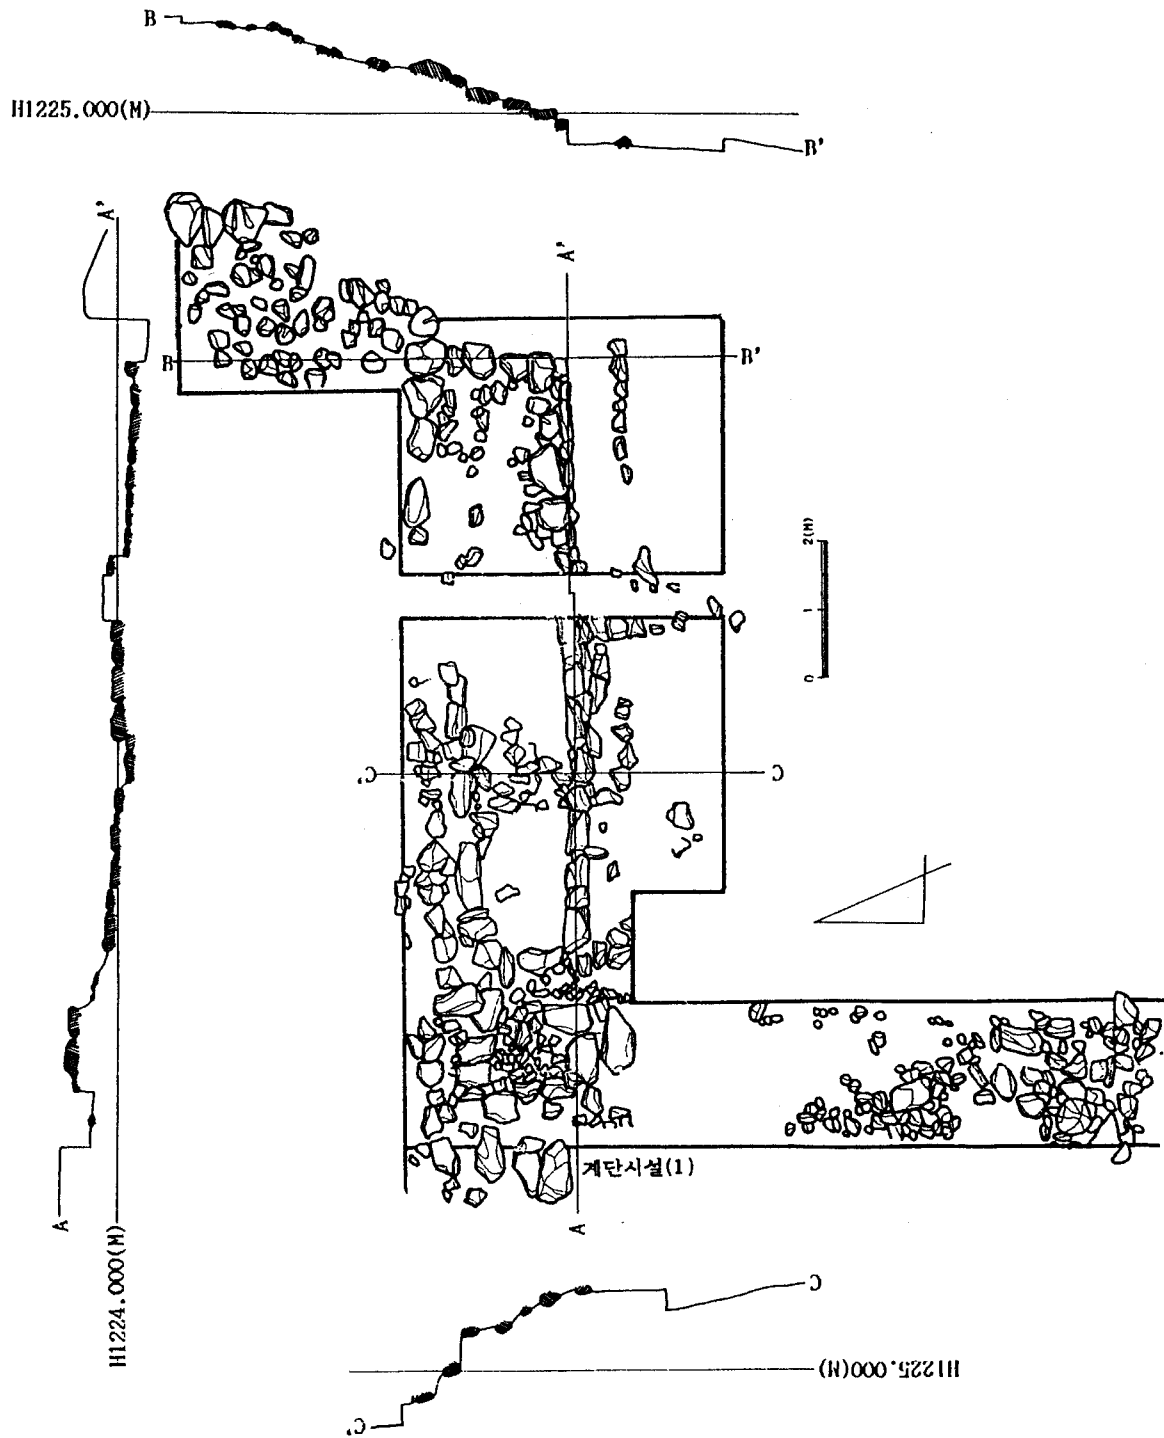 B
H1225.000(M)
B'
A'
A'
B
B'
2(M)
1
0
C'
C
계단시설(1)
A
A
H1224.000(M)
C
H1225.000(M)
C'